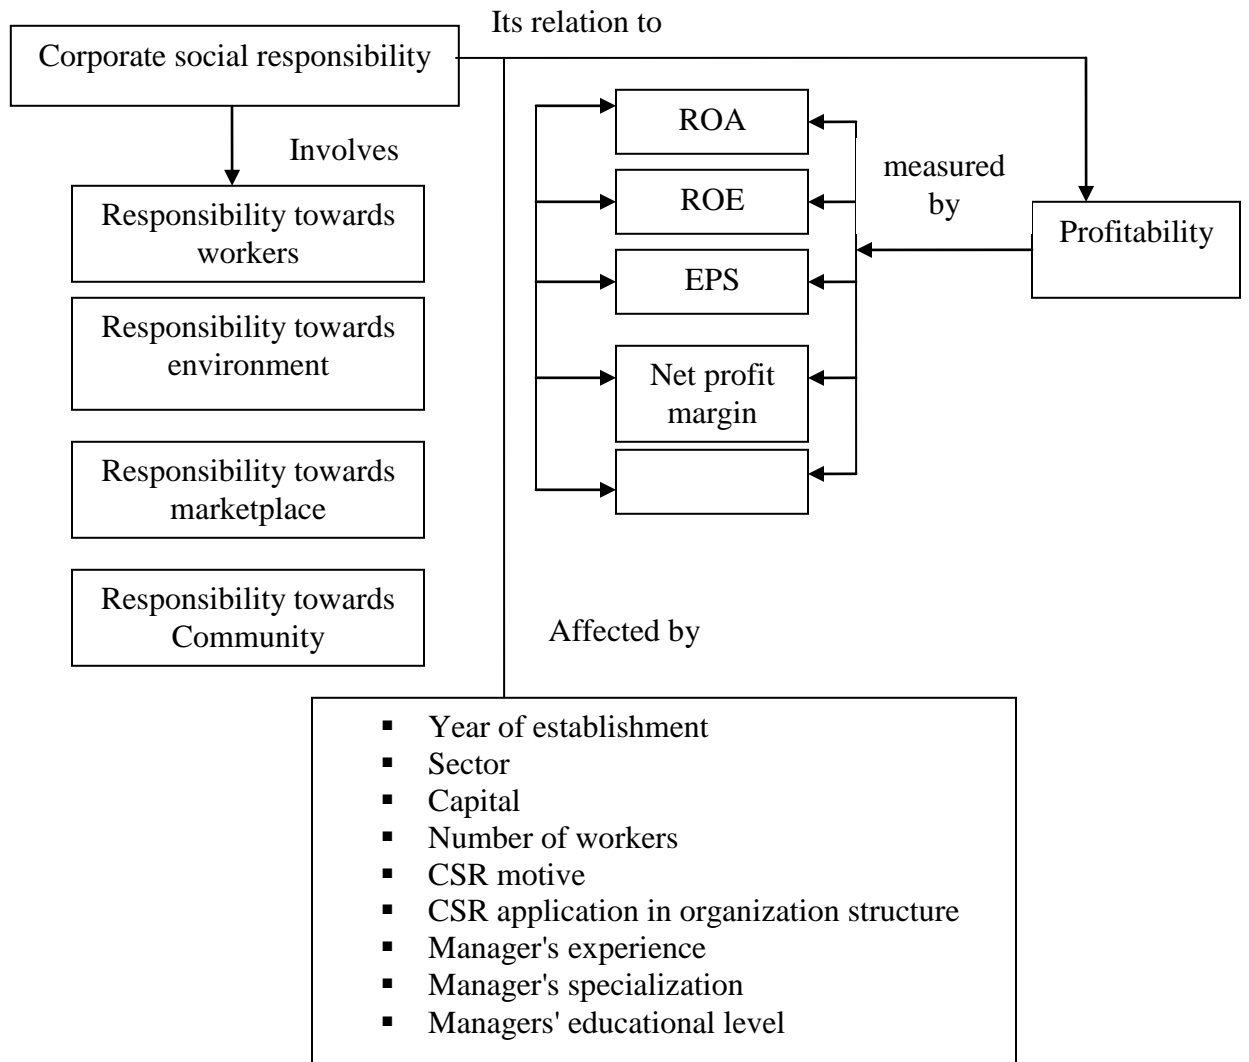 Its relation to
Corporate social responsibility
Involves
Responsibility towards
workers
Responsibility towards
environment
Responsibility towards
marketplace
Responsibility towards
Community
ROA
ROE
EPS
Net profit
margin
measured
by
Profitability
Affected by
▪ Year of establishment
▪ Sector
▪ Capital
▪ Number of workers
▪ CSR motive
▪ CSR application in organization structure
▪ Manager's experience
▪ Manager's specialization
▪ Managers' educational level